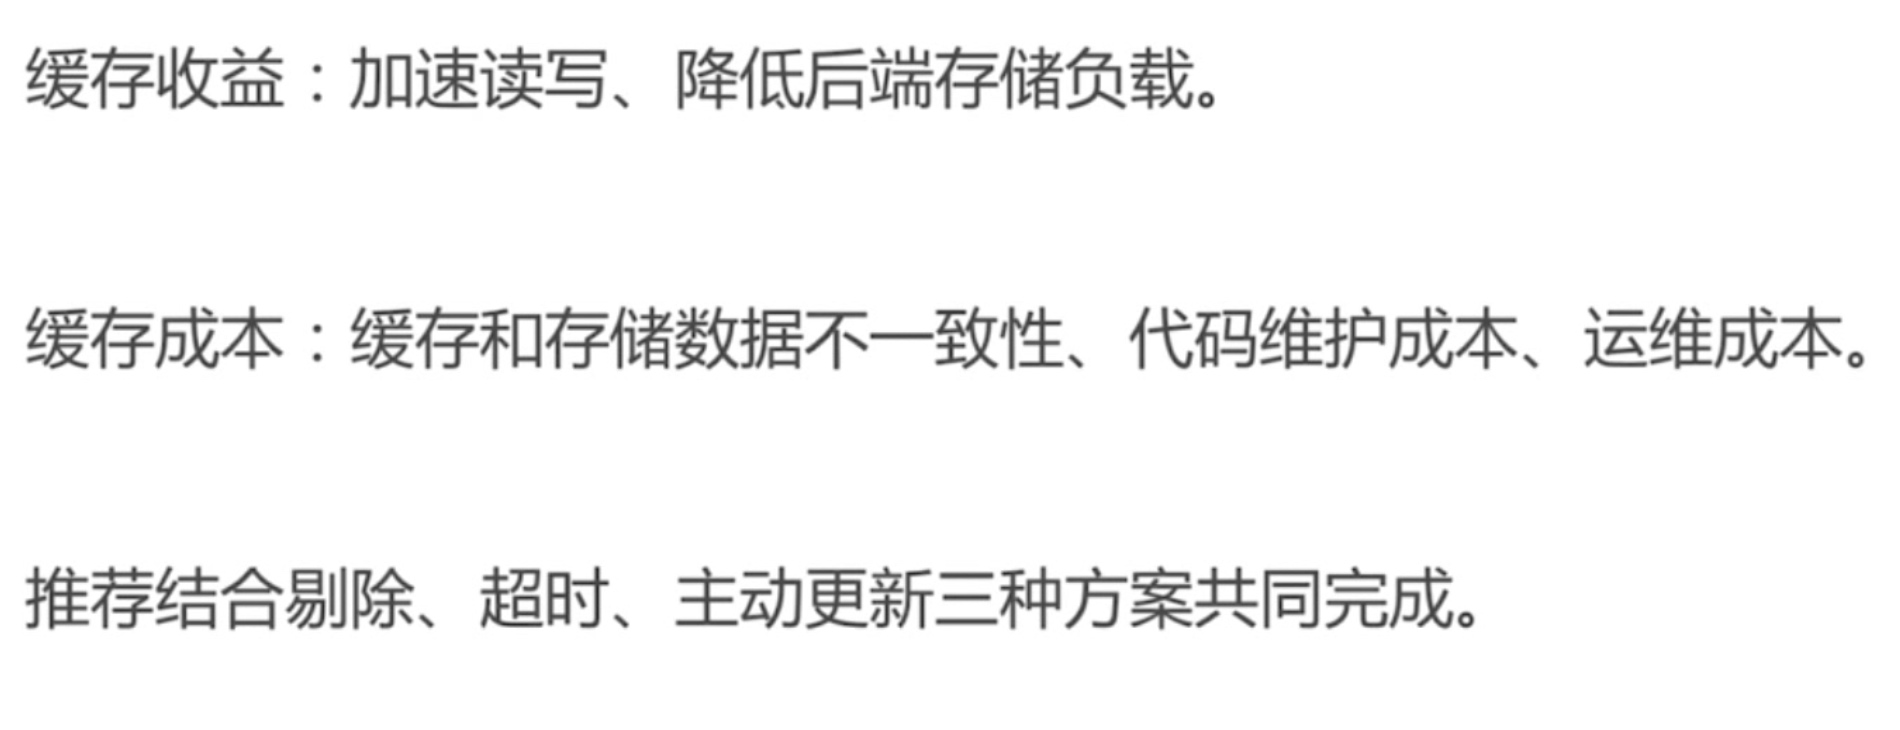 缓存收益：加速读写、降低后端存储负载。
缓存成本：缓存和存储数据不一致性、代码维护成本、运维成本。
推荐结合剔除、超时、主动更新三种方案共同完成。